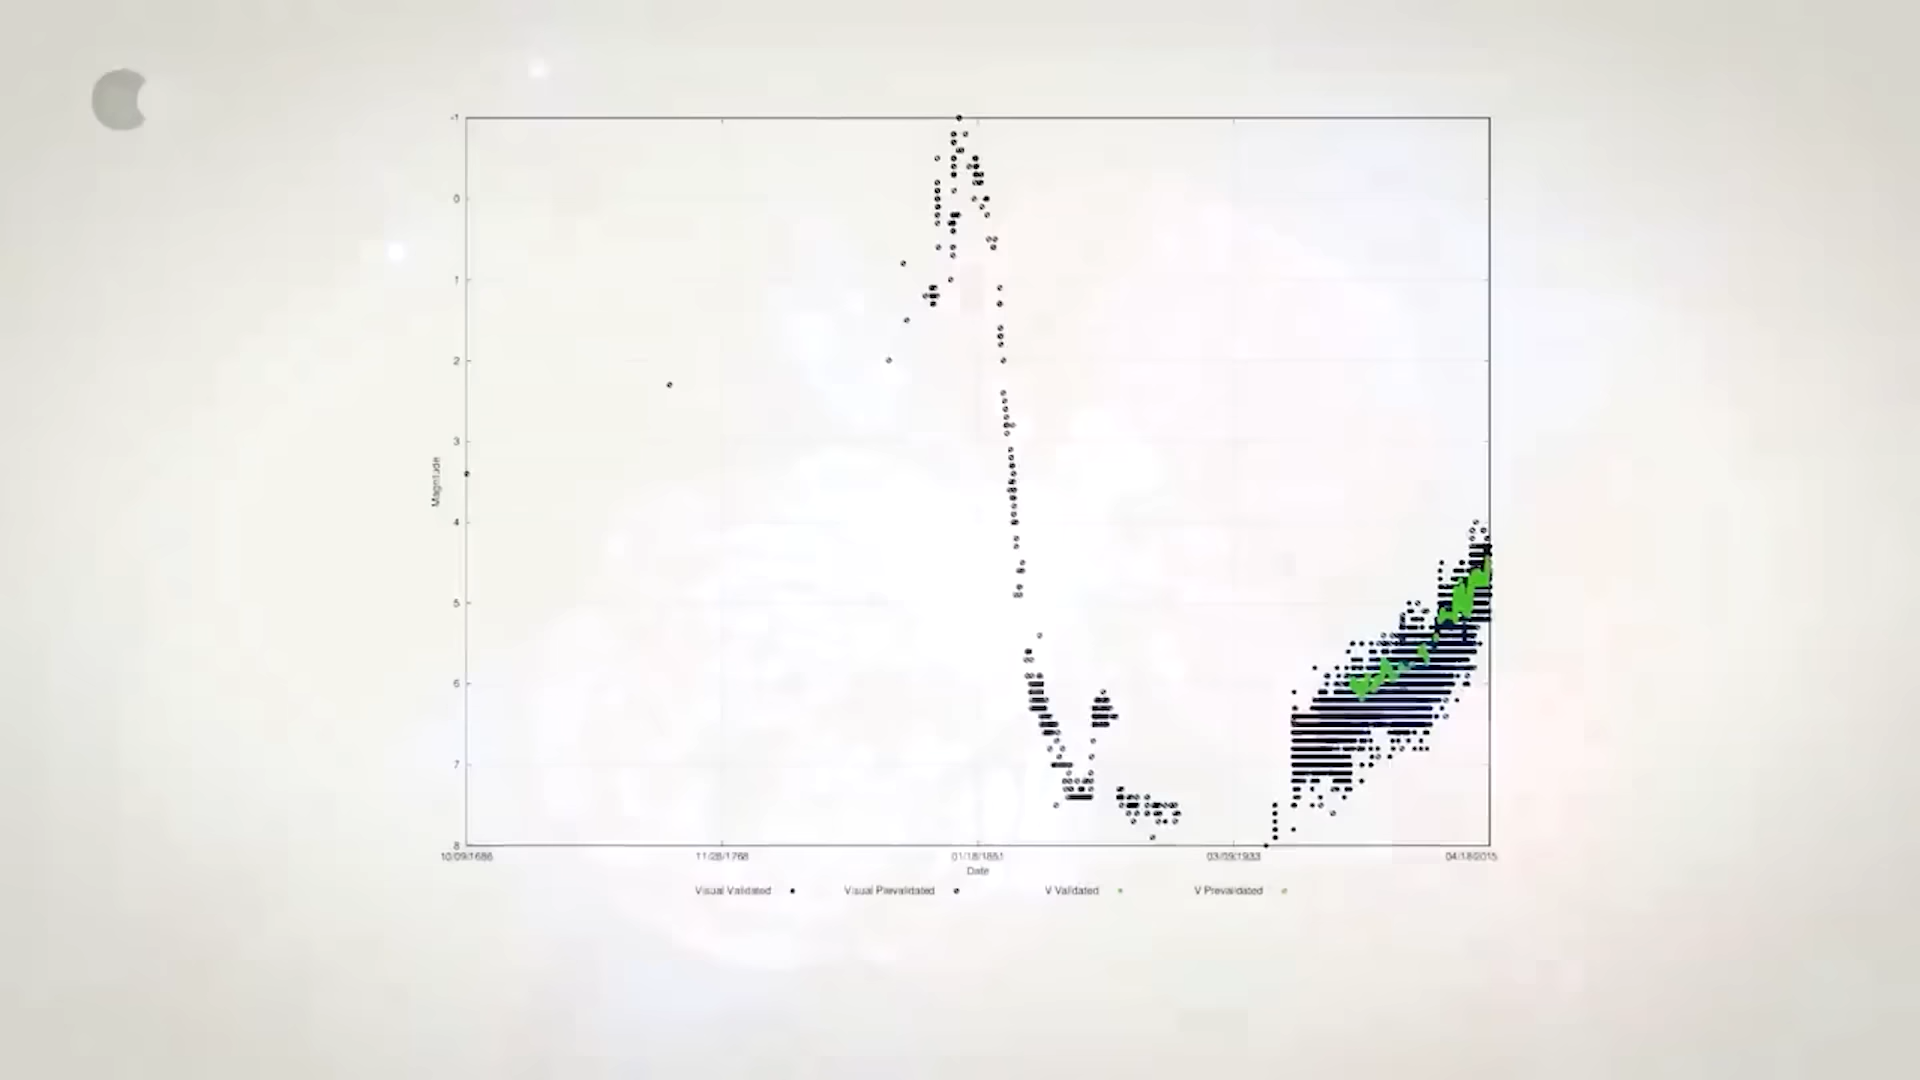 -1
0
1
2
3
4
5
6
7
8
Magnitude
10/09/1686 11/28/1768 01/18/1851 03/09/1933 04/18/2015
Date
Visual Validated Visual Prevalidated V Validated V Prevalidated